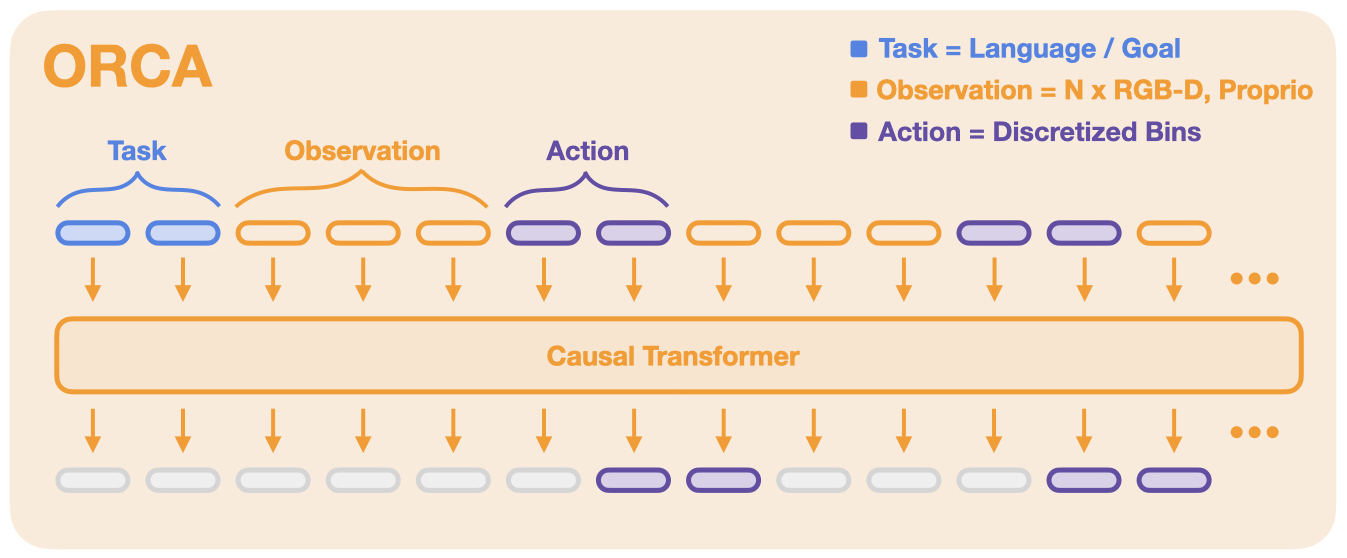 ORCA
Task = Language / Goal
Observation = N x RGB-D, Proprio
Action = Discretized Bins
Task
Observation
Action
Causal Transformer